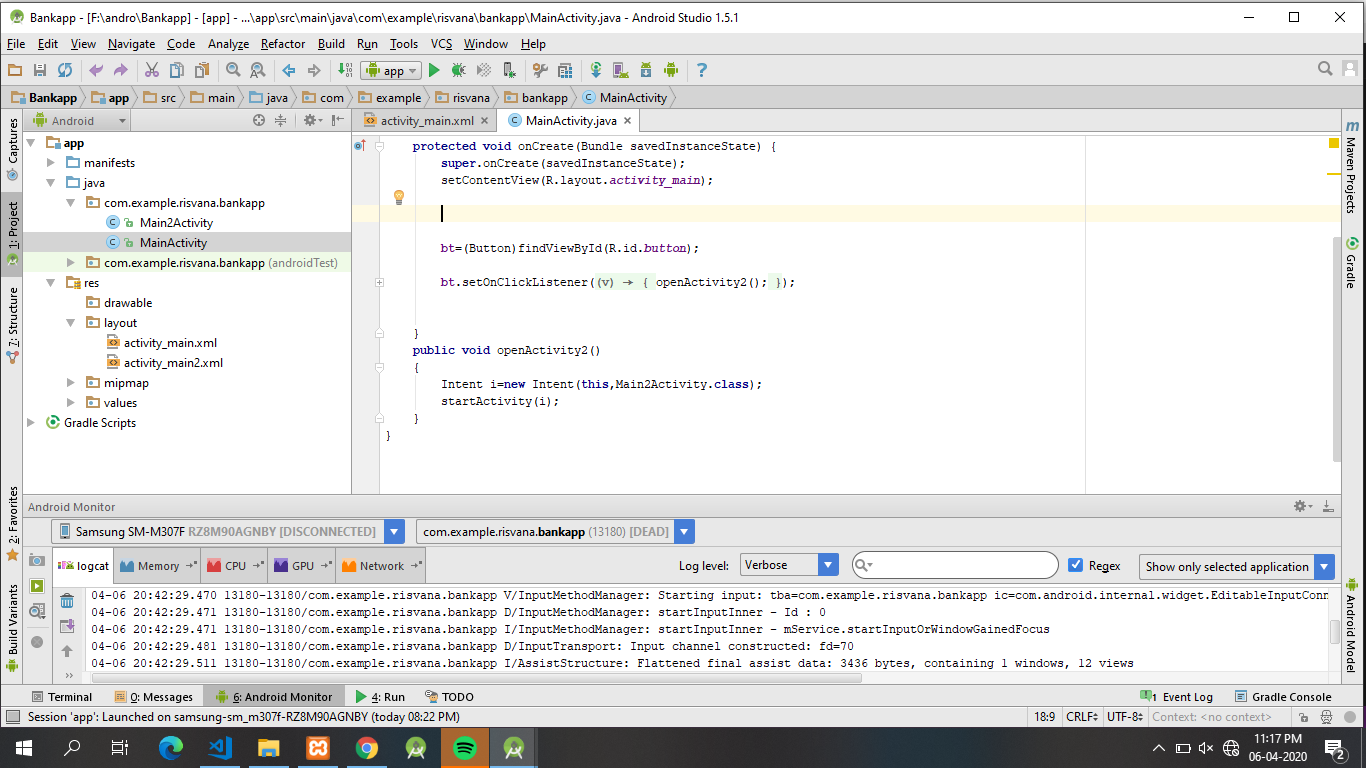 Bankapp - [F:\andro\Bankapp] - [app] - ...\app\src\main\java\com\example\risvana\bankapp\MainActivity.java - Android Studio 1.5.1
File Edit View Navigate Code Analyze Refactor Build Run Tools VCS Window Help
app
Bankapp app src main java com example risvana bankapp MainActivity
Android
activity_main.xml MainActivity.java
Captures
1: Project
7: Structure
2: Favorites
Build Variants
app
manifests
java
com.example.risvana.bankapp
Main2Activity
MainActivity
com.example.risvana.bankapp (androidTest)
res
drawable
layout
activity_main.xml
activity_main2.xml
mipmap
values
Gradle Scripts
protected void onCreate(Bundle savedInstanceState) {
super.onCreate(savedInstanceState);
setContentView(R.layout.activity_main);
bt=(Button)findViewById(R.id.button);
bt.setOnClickListener((v) → { openActivity2(); });
}
public void openActivity2()
{
Intent i=new Intent(this,Main2Activity.class);
startActivity(i);
}
}
Maven Projects
Gradle
Android Model
Android Monitor
Samsung SM-M307F RZ8M90AGNBY [DISCONNECTED] com.example.risvana.bankapp (13180) [DEAD]
logcat Memory CPU GPU Network Log level: Verbose Regex Show only selected application
04-06 20:42:29.470 13180-13180/com.example.risvana.bankapp V/InputMethodManager: Starting input: tba=com.example.risvana.bankapp ic=com.android.internal.widget.EditableInputConn
04-06 20:42:29.471 13180-13180/com.example.risvana.bankapp D/InputMethodManager: startInputInner - Id : 0
04-06 20:42:29.471 13180-13180/com.example.risvana.bankapp I/InputMethodManager: startInputInner - mService.startInputOrWindowGainedFocus
04-06 20:42:29.481 13180-13180/com.example.risvana.bankapp D/InputTransport: Input channel constructed: fd=70
04-06 20:42:29.511 13180-13180/com.example.risvana.bankapp I/AssistStructure: Flattened final assist data: 3436 bytes, containing 1 windows, 12 views
Terminal 0: Messages 6: Android Monitor 4: Run TODO 1 Event Log Gradle Console
Session 'app': Launched on samsung-sm_m307f-RZ8M90AGNBY (today 08:22 PM) 18:9 CRLF UTF-8 Context: <no context>
11:17 PM
06-04-2020
2